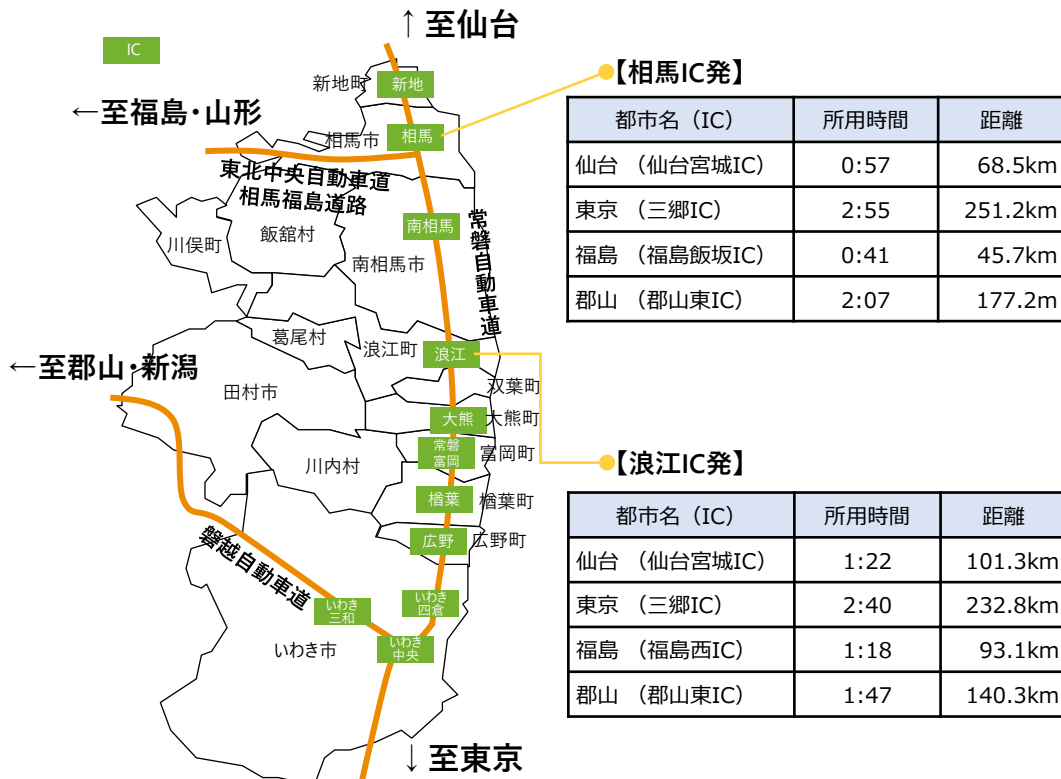 ↑ 至仙台
IC
新地町
新地
←至福島・山形
相馬市
相馬
東北中央自動車道
相馬福島道路
川俣町
飯舘村
南相馬
南相馬市
常磐自動車道
葛尾村
浪江町
浪江
←至郡山・新潟
田村市
双葉町
大熊
大熊町
川内村
常磐
富岡
富岡町
楢葉
楢葉町
広野
広野町
磐越自動車道
いわき
三和
いわき
四倉
いわき市
いわき
中央
↓ 至東京
【相馬IC発】
都市名（IC） 所用時間 距離
仙台 （仙台宮城IC） 0:57 68.5km
東京 （三郷IC） 2:55 251.2km
福島 （福島飯坂IC） 0:41 45.7km
郡山 （郡山東IC） 2:07 177.2m
【浪江IC発】
都市名（IC） 所用時間 距離
仙台 （仙台宮城IC） 1:22 101.3km
東京 （三郷IC） 2:40 232.8km
福島 （福島西IC） 1:18 93.1km
郡山 （郡山東IC） 1:47 140.3km